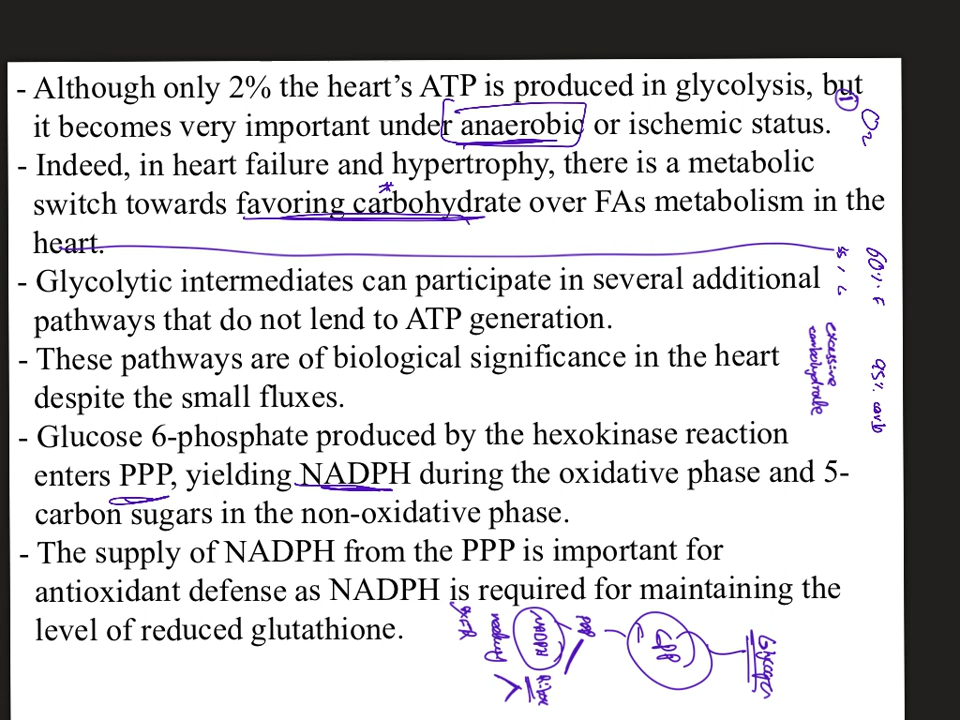 - Although only 2% the heart's ATP is produced in glycolysis, but
it becomes very important under anaerobic or ischemic status.
- Indeed, in heart failure and hypertrophy, there is a metabolic
switch towards favoring carbohydrate over FAs metabolism in the
heart.
- Glycolytic intermediates can participate in several additional
pathways that do not lend to ATP generation.
- These pathways are of biological significance in the heart
despite the small fluxes.
- Glucose 6-phosphate produced by the hexokinase reaction
enters PPP, yielding NADPH during the oxidative phase and 5-
carbon sugars in the non-oxidative phase.
- The supply of NADPH from the PPP is important for
antioxidant defense as NADPH is required for maintaining the
level of reduced glutathione.
①
O2
60%. F
95%. carb
excessive
carbohydrate
PPP
NADPH